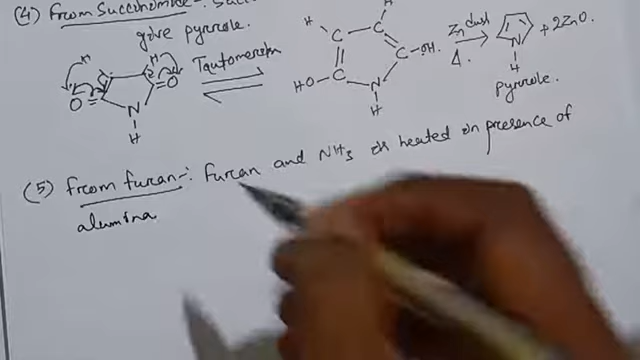 (4) From Succinimide -
give pyrrole.
H H
O O
N
H
Tautomerism
H H
C - C
C C - OH.
HO - C
N
H
Zn dust
Δ.
N
H
+ 2ZnO.
pyrrole.
(5) From furan -: Furan and NH3 is heated in presence of
alumina